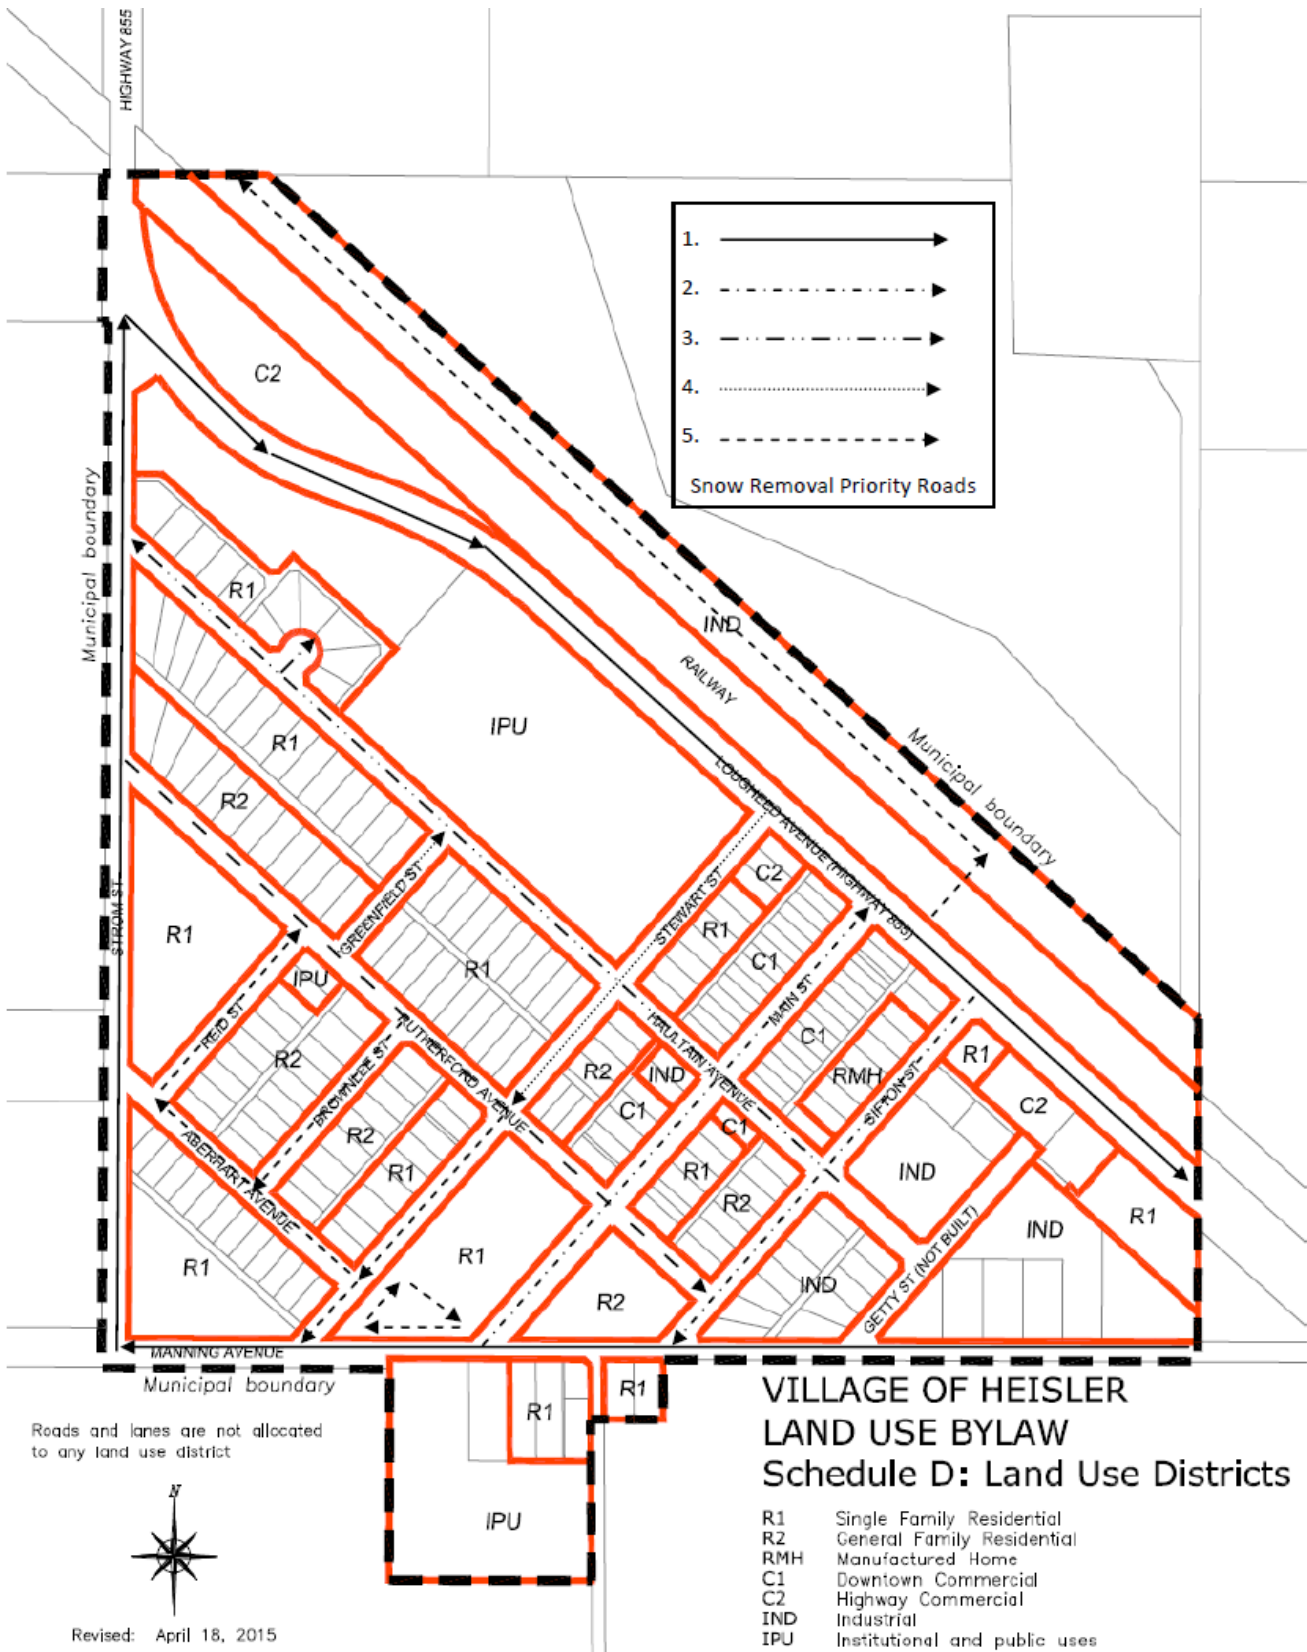 HIGHWAY 855
1.
2.
3.
4.
5.
Snow Removal Priority Roads
C2
Municipal boundary
R1
IND
RAILWAY
IPU
R1
Municipal boundary
R2
LOUGHEED AVENUE (HIGHWAY 855)
C2
STROM ST
GREENFIELD ST
STEWART ST
R1
R1
C1
R1
IPU
MAIN ST
REID ST
RUTHERFORD AVENUE
HAULTAIN AVENUE
C1
R2
BROWNLEE ST
R2
IND
RMH
SIFTON ST
R1
C2
C1
C1
R2
ABERHART AVENUE
R1
R1
R2
IND
R1
R1
R1
IND
GETTY ST (NOT BUILT)
R2
IND
MANNING AVENUE
Municipal boundary
R1
R1
IPU
Roads and lanes are not allocated
to any land use district
N
Revised: April 18, 2015
VILLAGE OF HEISLER
LAND USE BYLAW
Schedule D: Land Use Districts
R1 Single Family Residential
R2 General Family Residential
RMH Manufactured Home
C1 Downtown Commercial
C2 Highway Commercial
IND Industrial
IPU Institutional and public uses